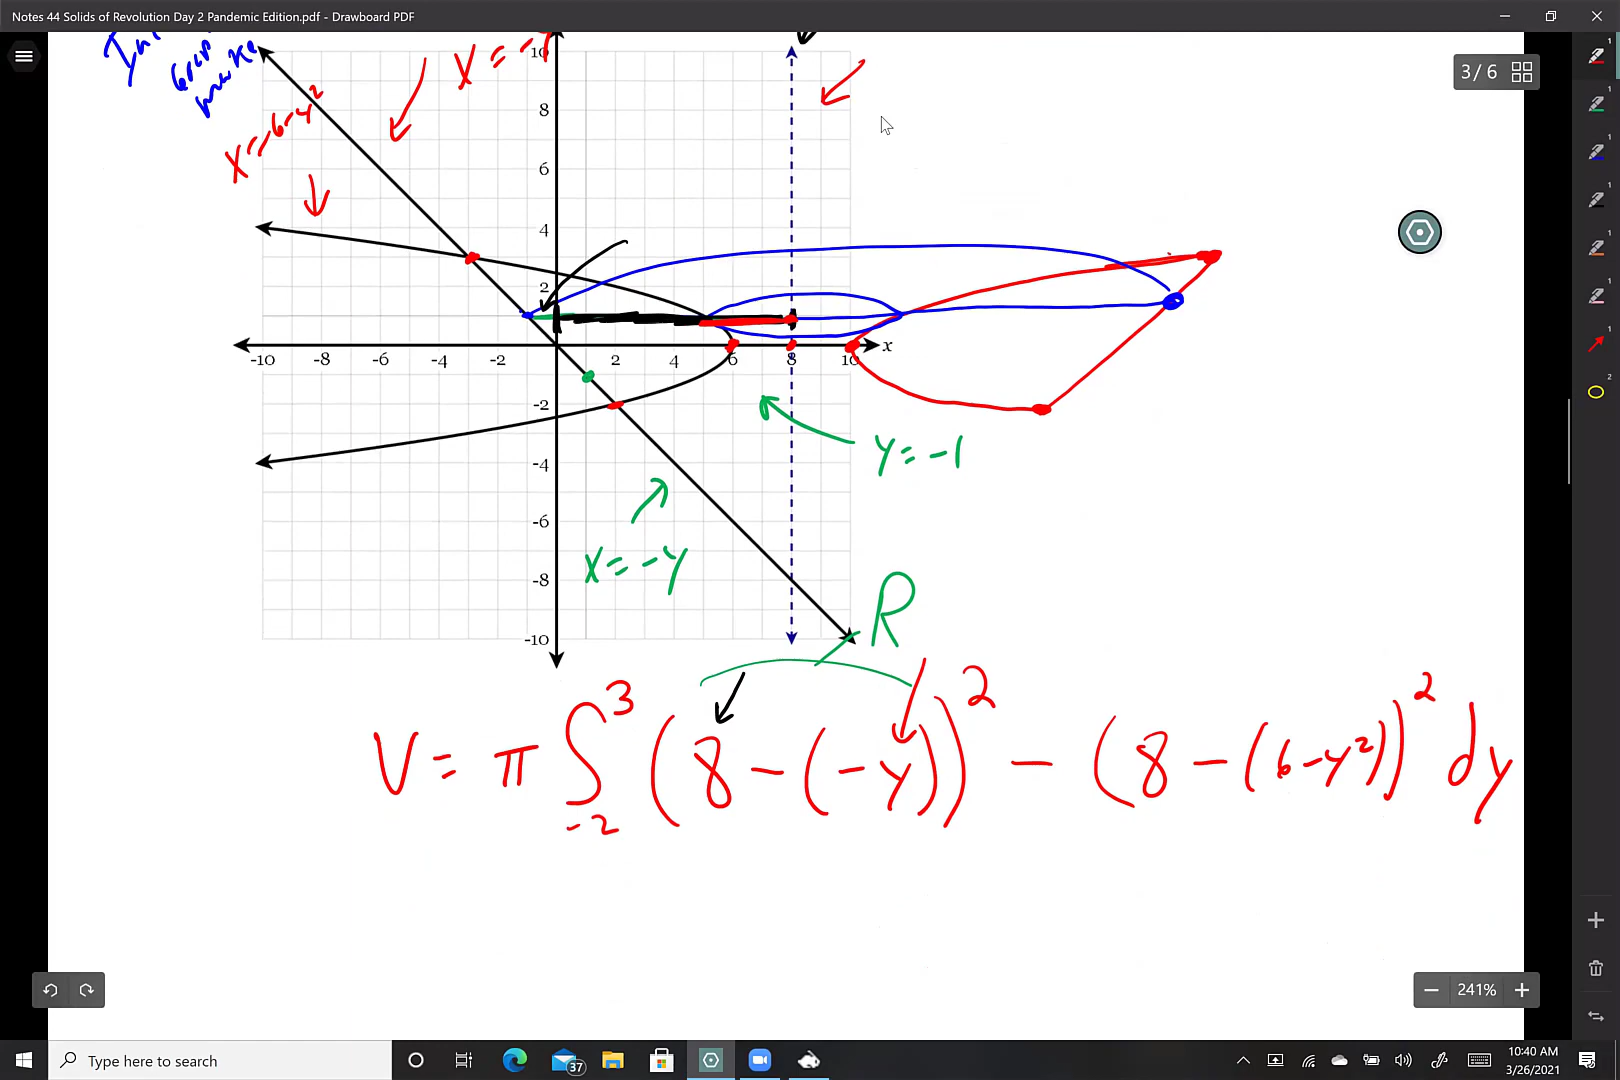 Notes 44 Solids of Revolution Day 2 Pandemic Edition.pdf - Drawboard PDF
3 / 6
x = 6-y²
10
8
6
4
2
-10 -8 -6 -4 -2 2 4 6 8 10 x
-2
-4
-6
-8
-10
y = -1
x = -y
R
V = π ∫₋₂³ (8 - (-y))² - (8 - (6-y²))² dy
241%
Type here to search
37
10:40 AM
3/26/2021